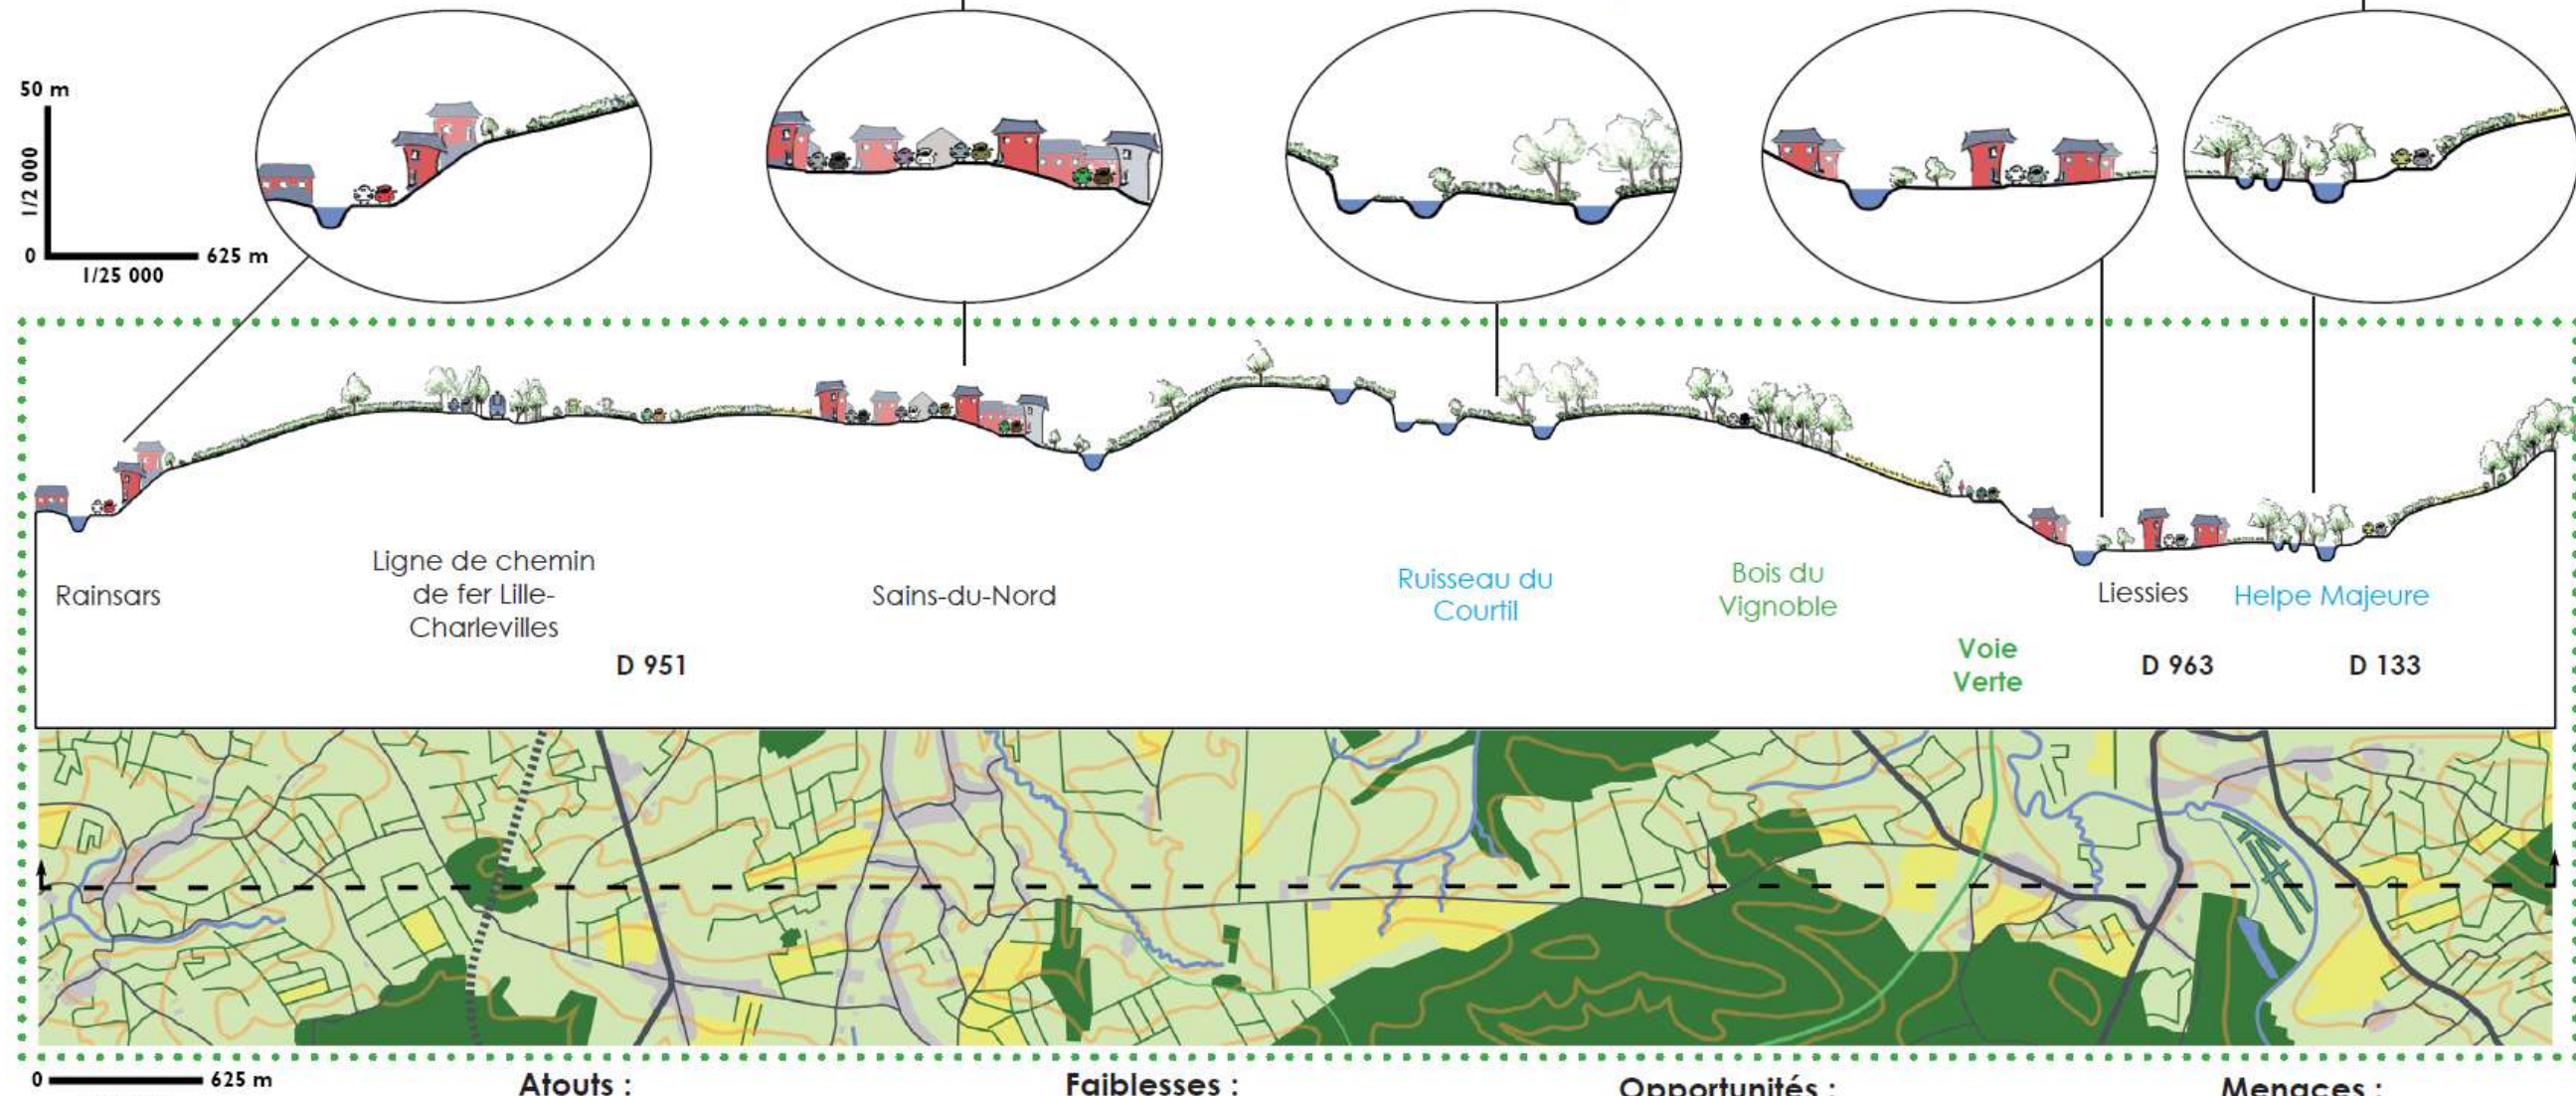 50 m
1/2 000
0
625 m
1/25 000
Rainsars
Ligne de chemin
de fer Lille-
Charlevilles
D 951
Sains-du-Nord
Ruisseau du
Courtil
Bois du
Vignoble
Voie
Verte
Liessies
D 963
Helpe Majeure
D 133
0
625 m
Atouts :
Faiblesses :
Opportunités :
Menaces :